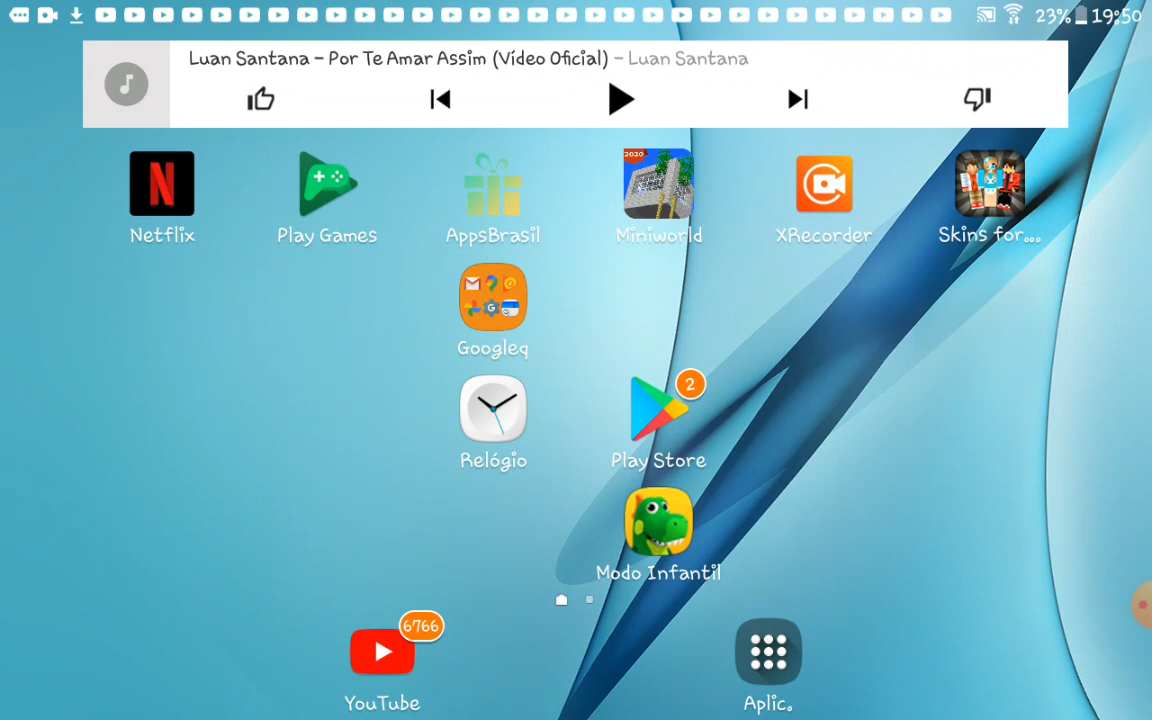 23% 19:50
Luan Santana – Por Te Amar Assim (Vídeo Oficial) – Luan Santana
2020
Netflix Play Games AppsBrasil Miniworld XRecorder Skins for...
Googleq
2
Relógio Play Store
Modo Infantil
6766
YouTube Aplic.